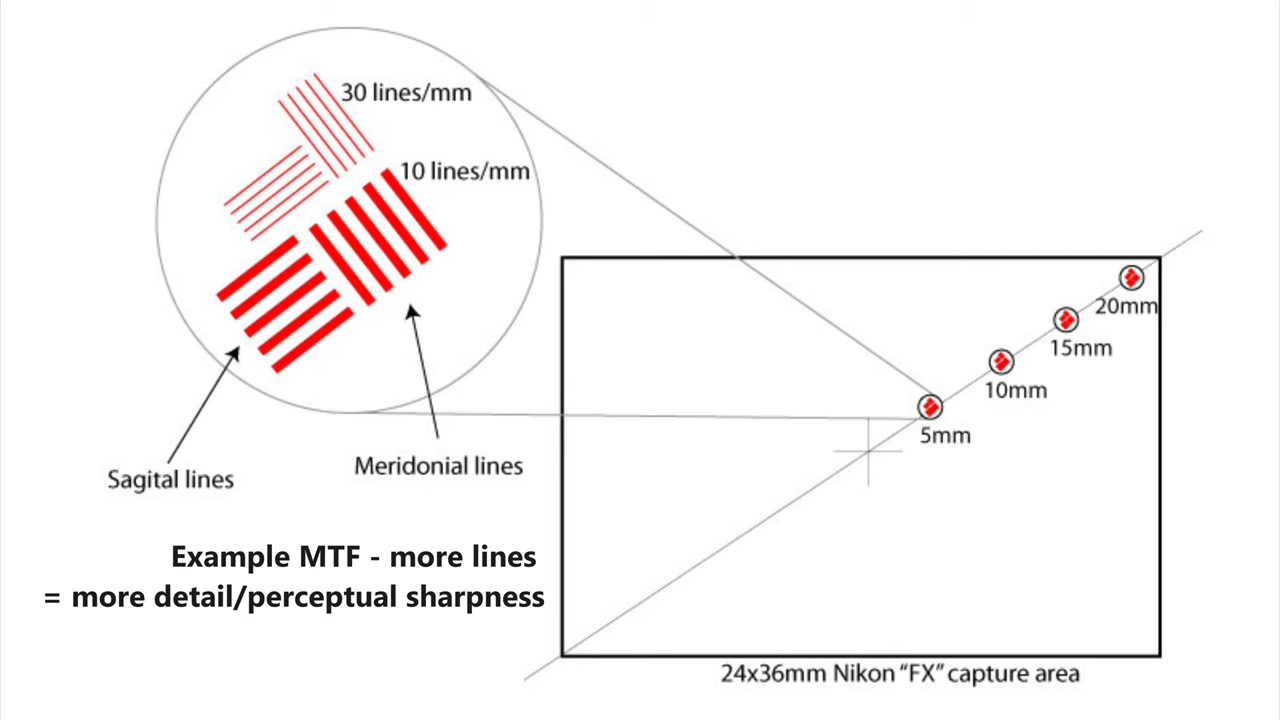 30 lines/mm
10 lines/mm
Sagital lines
Meridonial lines
Example MTF - more lines
= more detail/perceptual sharpness
20mm
15mm
10mm
5mm
24x36mm Nikon “FX” capture area